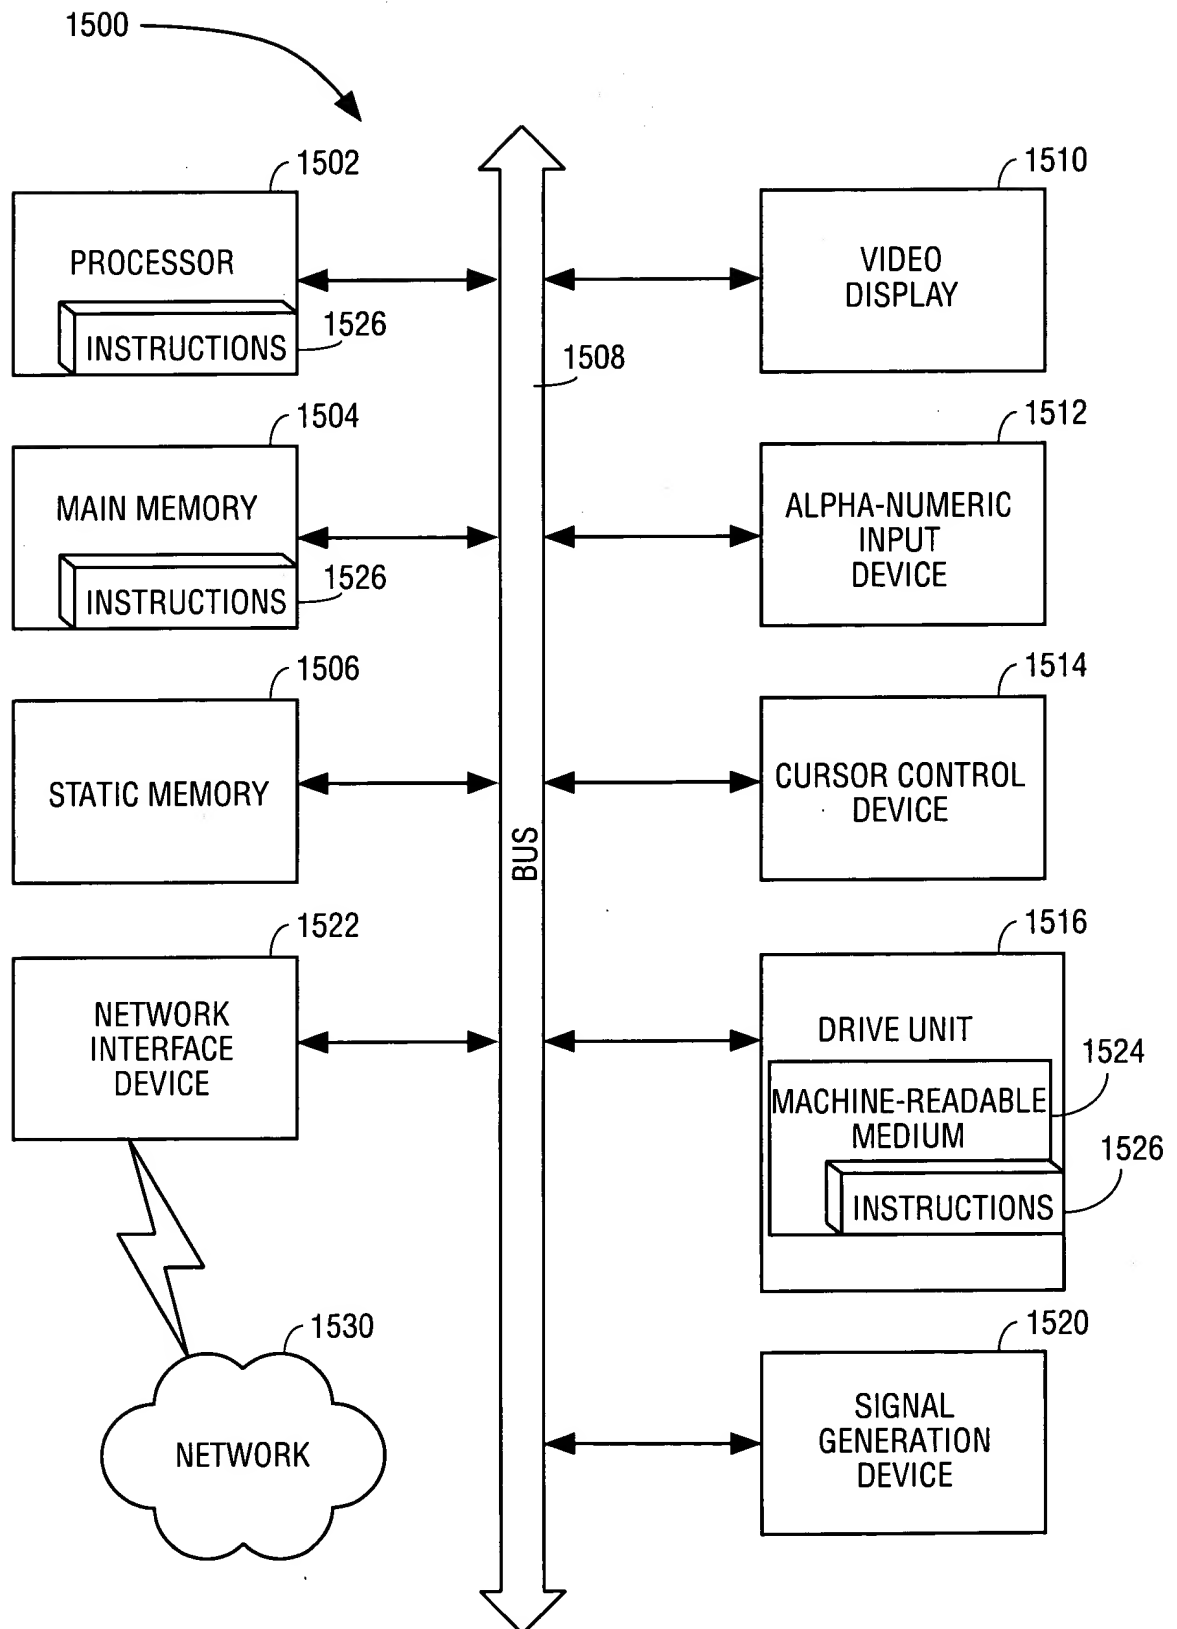 1500
1502
PROCESSOR
INSTRUCTIONS
1526
1504
MAIN MEMORY
INSTRUCTIONS
1526
1506
STATIC MEMORY
1522
NETWORK
INTERFACE
DEVICE
1530
NETWORK
1508
BUS
1510
VIDEO
DISPLAY
1512
ALPHA-NUMERIC
INPUT
DEVICE
1514
CURSOR CONTROL
DEVICE
1516
DRIVE UNIT
1524
MACHINE-READABLE
MEDIUM
1526
INSTRUCTIONS
1520
SIGNAL
GENERATION
DEVICE